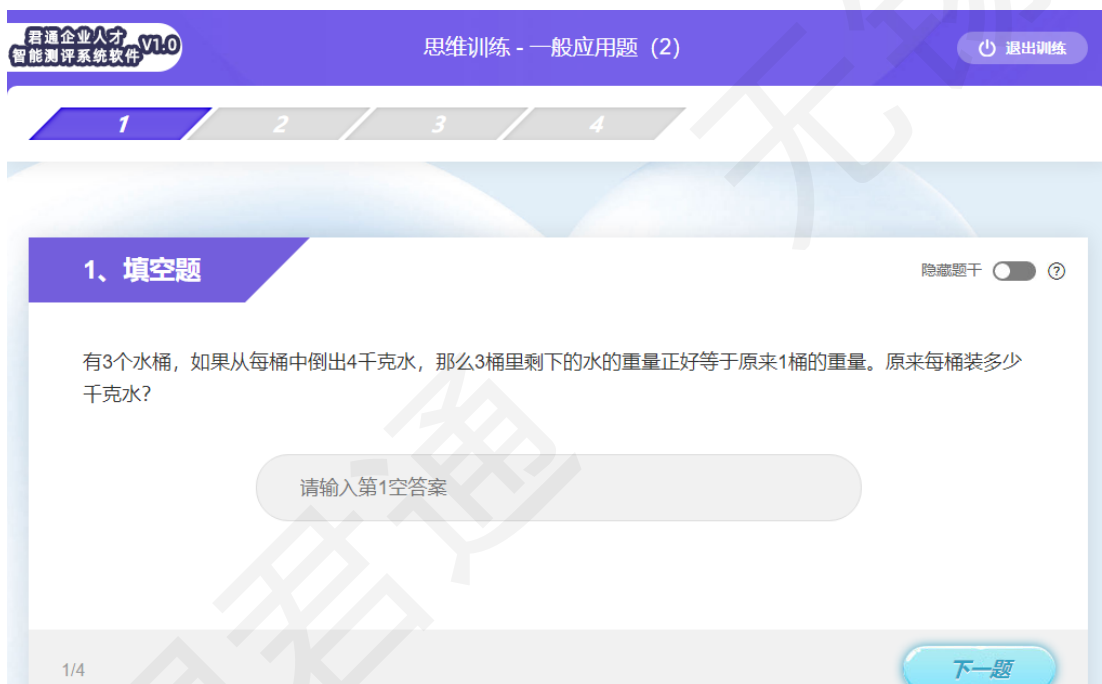 君通企业人才
智能测评系统软件 V1.0
思维训练 - 一般应用题（2）
退出训练
1 2 3 4
1、填空题
隐藏题干 ?
有3个水桶，如果从每桶中倒出4千克水，那么3桶里剩下的水的重量正好等于原来1桶的重量。原来每桶装多少
千克水？
请输入第1空答案
1/4
下一题
君通
无